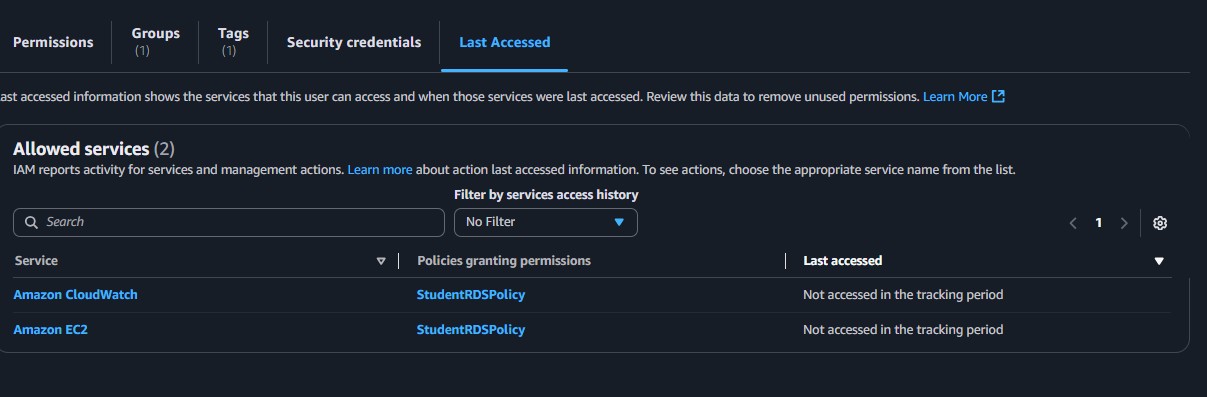 Permissions
Groups
(1)
Tags
(1)
Security credentials
Last Accessed
ast accessed information shows the services that this user can access and when those services were last accessed. Review this data to remove unused permissions. Learn More
Allowed services (2)
IAM reports activity for services and management actions. Learn more about action last accessed information. To see actions, choose the appropriate service name from the list.
Filter by services access history
Search
No Filter
1
Service
Policies granting permissions
Last accessed
Amazon CloudWatch StudentRDSPolicy Not accessed in the tracking period
Amazon EC2 StudentRDSPolicy Not accessed in the tracking period